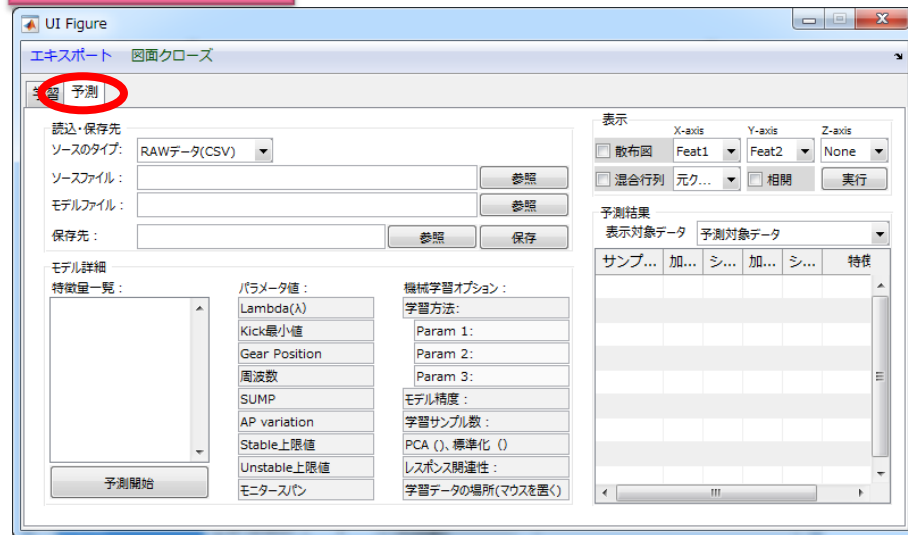 UI Figure
エキスポート 図面クローズ
学習 予測
読込・保存先
ソースのタイプ: RAWデータ(CSV)
ソースファイル : 参照
モデルファイル : 参照
保存先 : 参照 保存
モデル詳細
特徴量一覧 :
予測開始
パラメータ値 :
Lambda(λ)
Kick最小値
Gear Position
周波数
SUMP
AP variation
Stable上限値
Unstable上限値
モニタースパン
機械学習オプション :
学習方法:
Param 1:
Param 2:
Param 3:
モデル精度 :
学習サンプル数 :
PCA ()、標準化 ()
レスポンス関連性 :
学習データの場所(マウスを置く)
表示
X-axis Y-axis Z-axis
散布図 Feat1 Feat2 None
混合行列 元ク... 相関 実行
予測結果
表示対象データ 予測対象データ
サンプ... 加... シ... 加... シ... 特徴